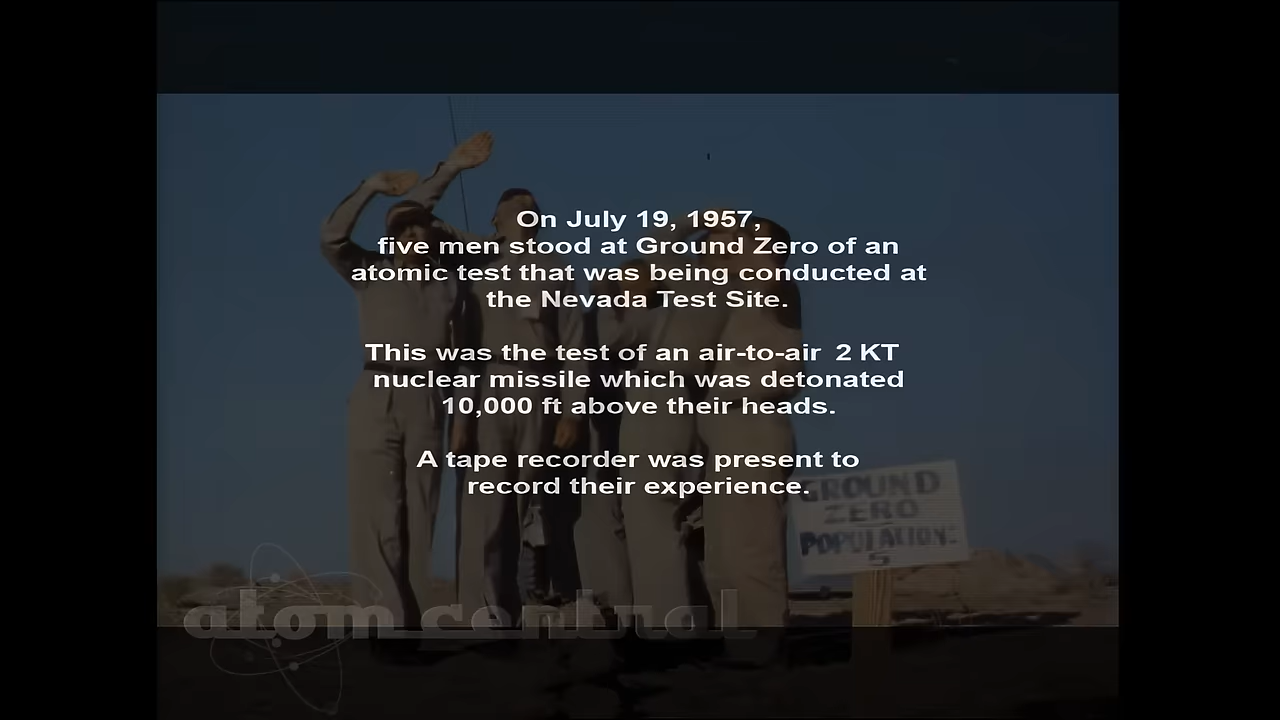 On July 19, 1957,
five men stood at Ground Zero of an
atomic test that was being conducted at
the Nevada Test Site.
This was the test of an air-to-air 2 KT
nuclear missile which was detonated
10,000 ft above their heads.
A tape recorder was present to
record their experience.
GROUND
ZERO
POPULATION:
5
atom central